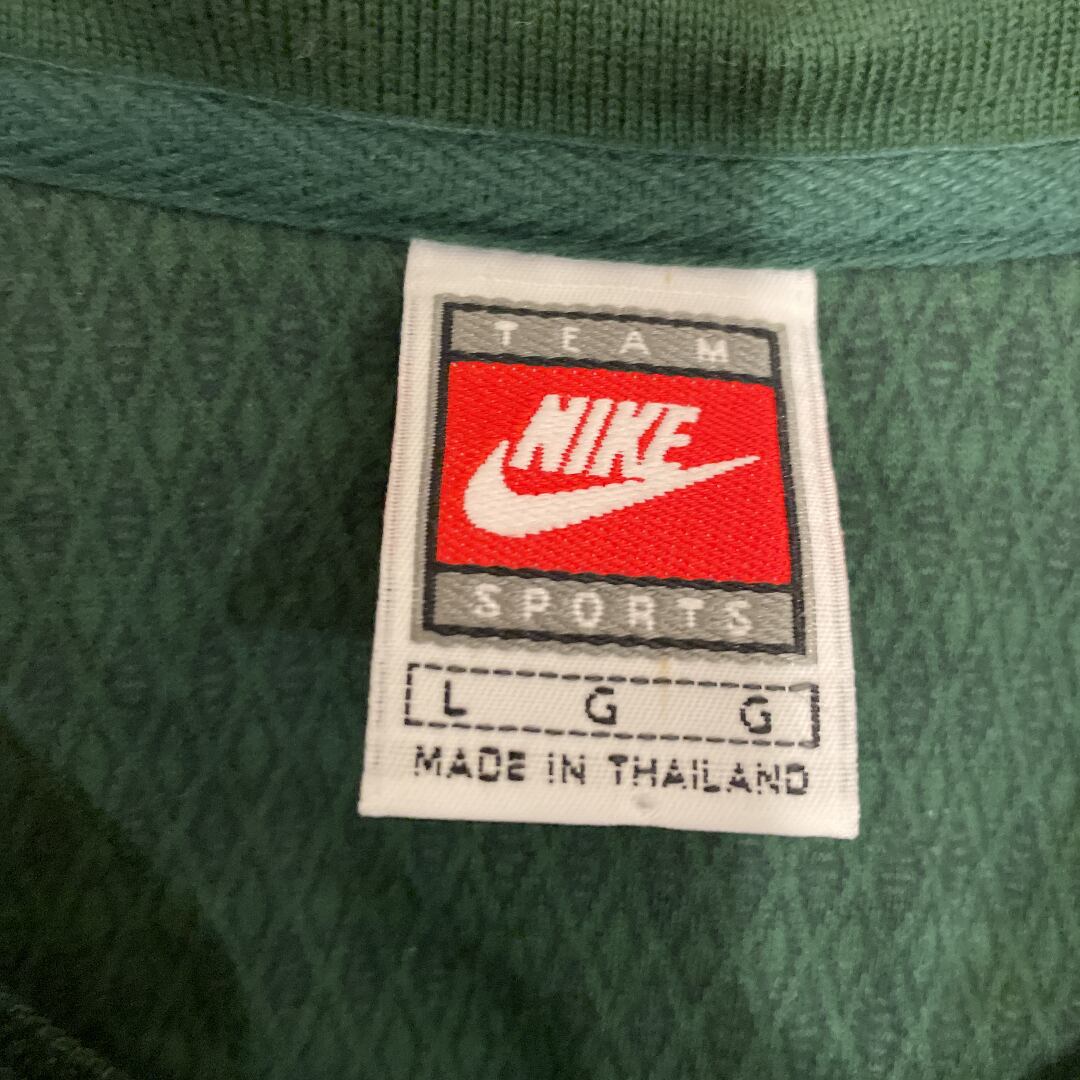 TEAM
NIKE
SPORTS
L G G
MADE IN THAILAND